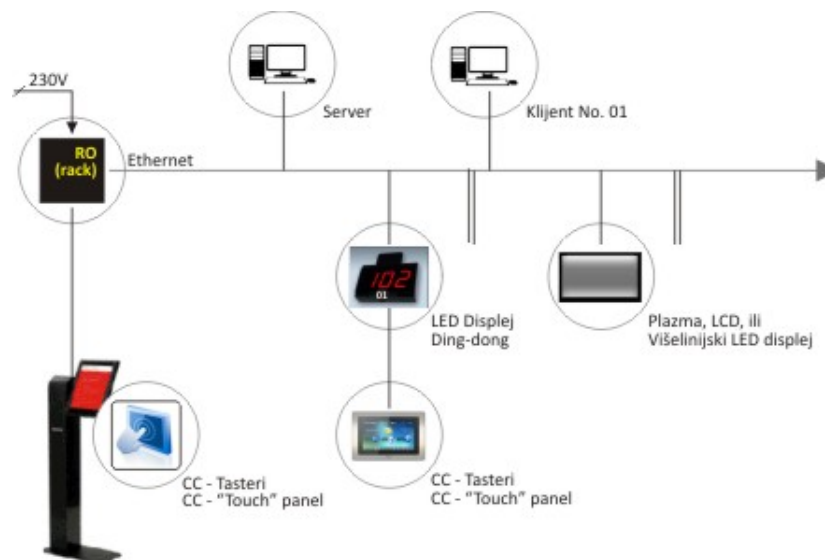 230V
Server
Klijent No. 01
RO
(rack)
Ethernet
102
01
LED Displej
Ding-dong
Plazma, LCD, ili
Višelinijski LED displej
CC - Tasteri
CC - “Touch” panel
CC - Tasteri
CC - “Touch” panel